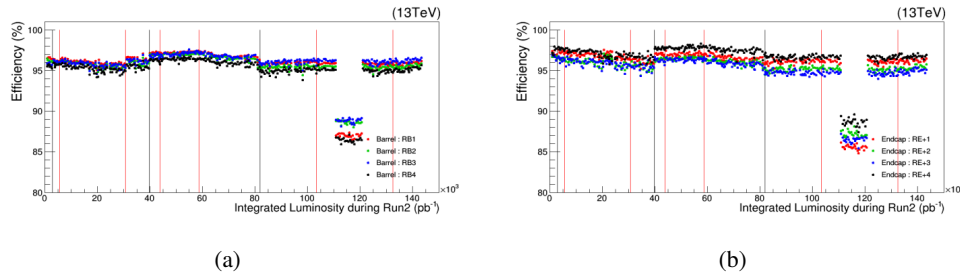 (13TeV)
Efficiency (%)
100
95
90
85
80
Barrel : RB1
Barrel : RB2
Barrel : RB3
Barrel : RB4
0 20 40 60 80 100 120 140
×10³
Integrated Luminosity during Run2 (pb⁻¹)
(a)
(13TeV)
Efficiency (%)
100
95
90
85
80
Endcap : RE+1
Endcap : RE+2
Endcap : RE+3
Endcap : RE+4
0 20 40 60 80 100 120 140
×10³
Integrated Luminosity during Run2 (pb⁻¹)
(b)